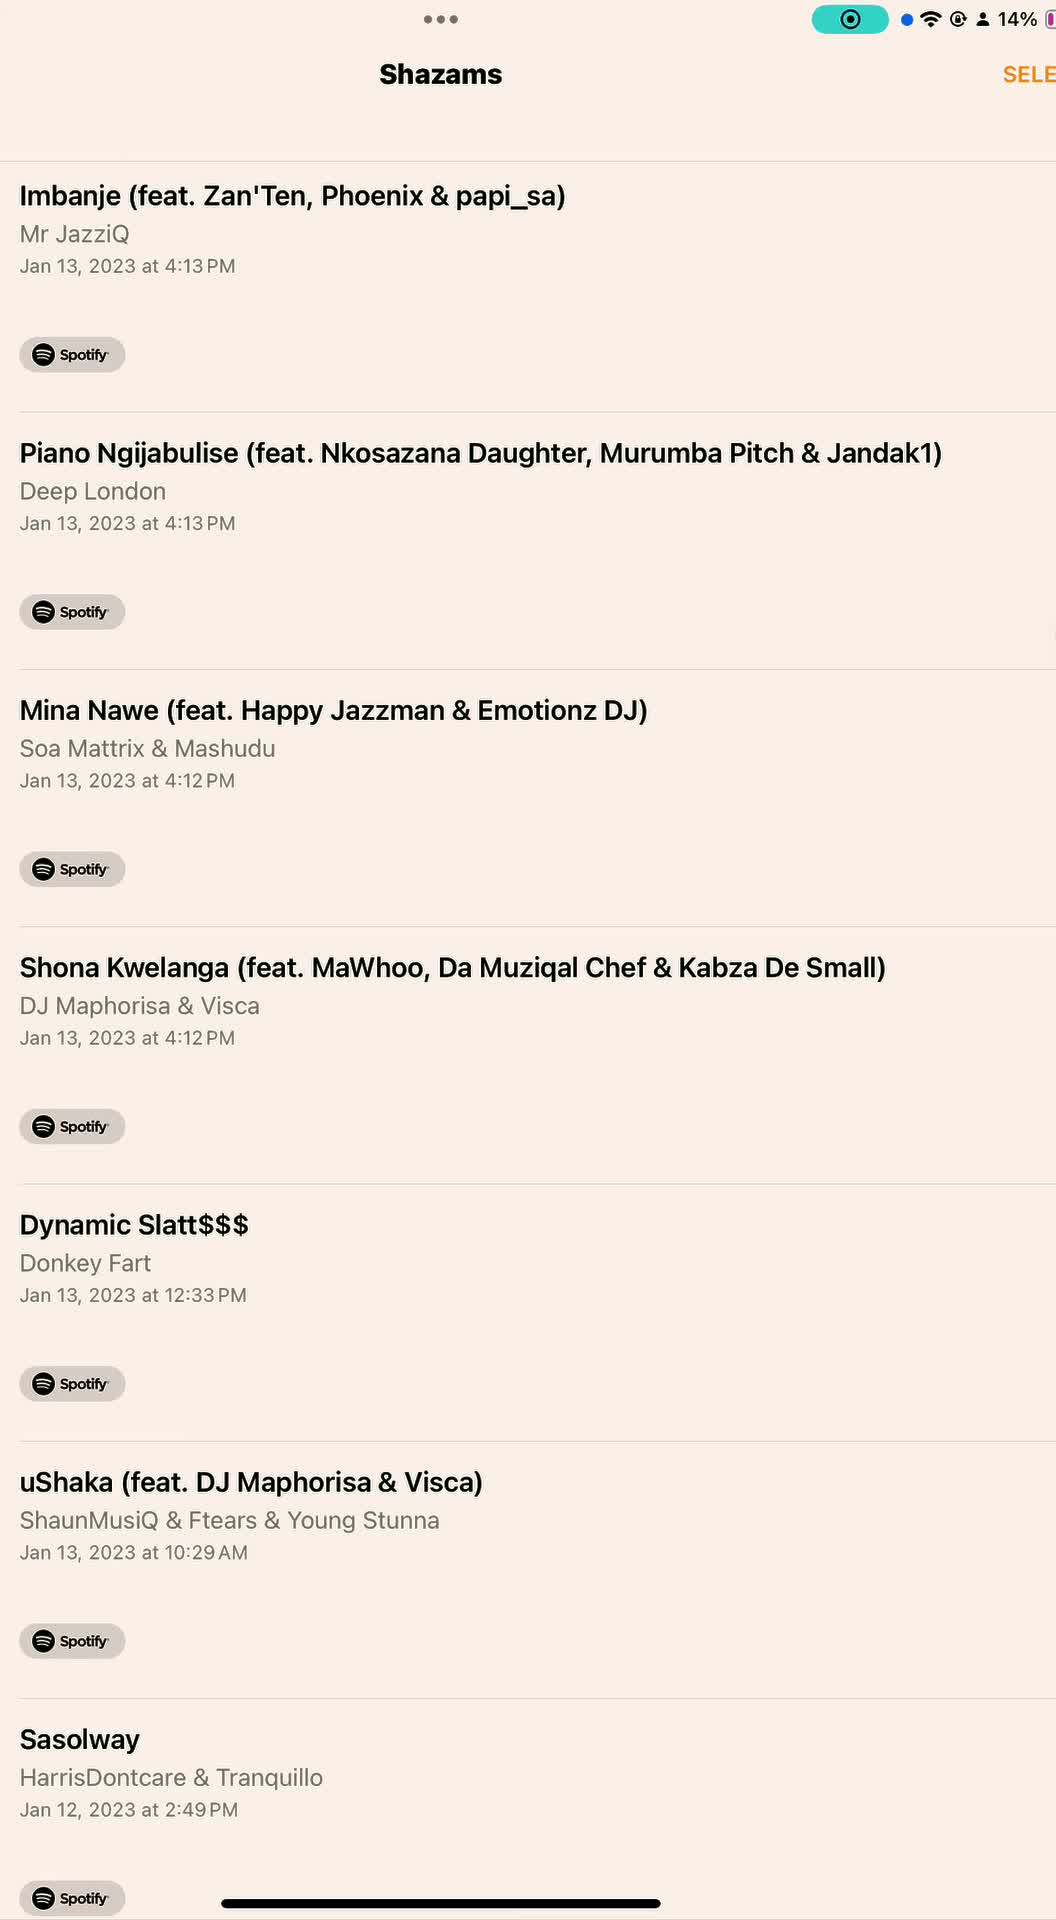 14%
Shazams
SELE
Imbanje (feat. Zan'Ten, Phoenix & papi_sa)
Mr JazziQ
Jan 13, 2023 at 4:13 PM
Spotify
Piano Ngijabulise (feat. Nkosazana Daughter, Murumba Pitch & Jandak1)
Deep London
Jan 13, 2023 at 4:13 PM
Spotify
Mina Nawe (feat. Happy Jazzman & Emotionz DJ)
Soa Mattrix & Mashudu
Jan 13, 2023 at 4:12 PM
Spotify
Shona Kwelanga (feat. MaWhoo, Da Muziqal Chef & Kabza De Small)
DJ Maphorisa & Visca
Jan 13, 2023 at 4:12 PM
Spotify
Dynamic Slatt$$$
Donkey Fart
Jan 13, 2023 at 12:33 PM
Spotify
uShaka (feat. DJ Maphorisa & Visca)
ShaunMusiQ & Ftears & Young Stunna
Jan 13, 2023 at 10:29 AM
Spotify
Sasolway
HarrisDontcare & Tranquillo
Jan 12, 2023 at 2:49 PM
Spotify